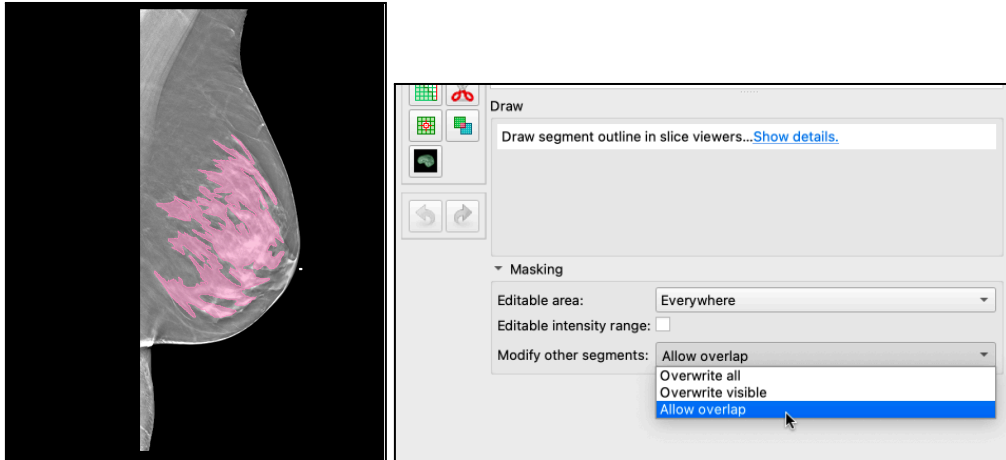 Draw
Draw segment outline in slice viewers...Show details.
Masking
Editable area: Everywhere
Editable intensity range:
Modify other segments: Allow overlap
Overwrite all
Overwrite visible
Allow overlap